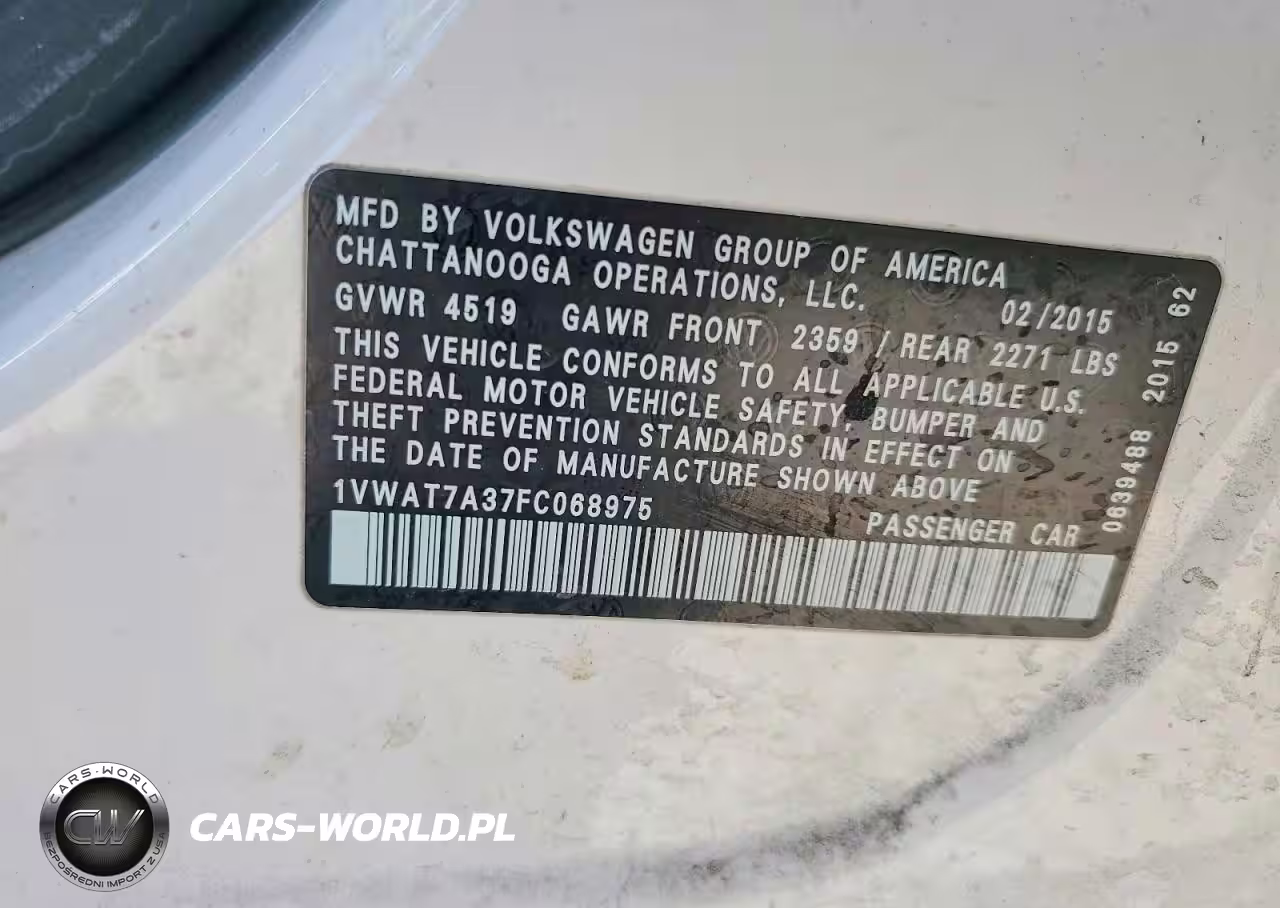 MFD BY VOLKSWAGEN GROUP OF AMERICA
CHATTANOOGA OPERATIONS, LLC.
02/2015
GVWR 4519 GAWR FRONT 2359 / REAR 2271 LBS
THIS VEHICLE CONFORMS TO ALL APPLICABLE U.S.
FEDERAL MOTOR VEHICLE SAFETY, BUMPER AND
THEFT PREVENTION STANDARDS IN EFFECT ON
THE DATE OF MANUFACTURE SHOWN ABOVE
1VWAT7A37FC068975
PASSENGER CAR
0639488 2015 62
CARS-WORLD
CW
BEZPOŚREDNI IMPORT Z USA
CARS-WORLD.PL